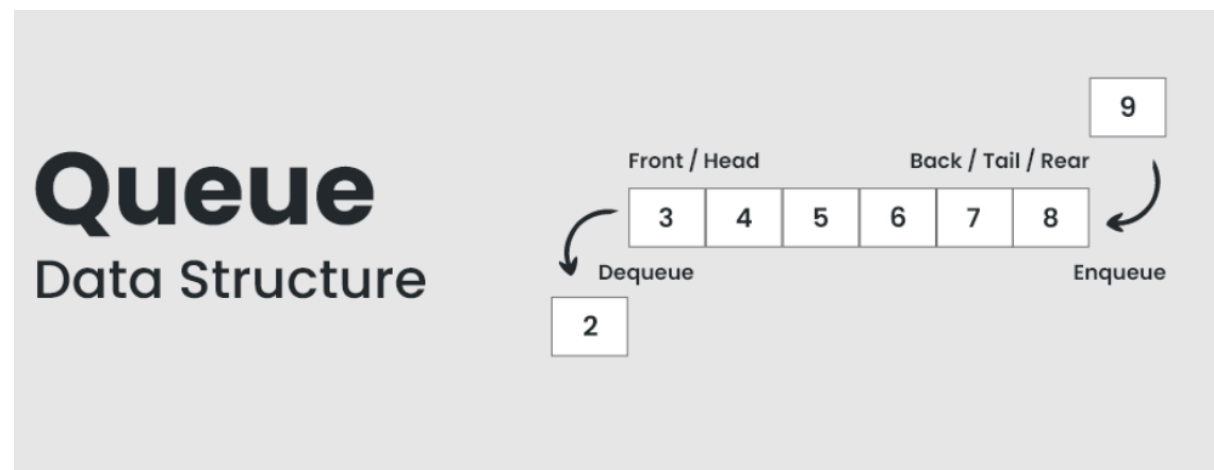 Queue
Data Structure
9
Front / Head
Back / Tail / Rear
3 4 5 6 7 8
Dequeue
Enqueue
2